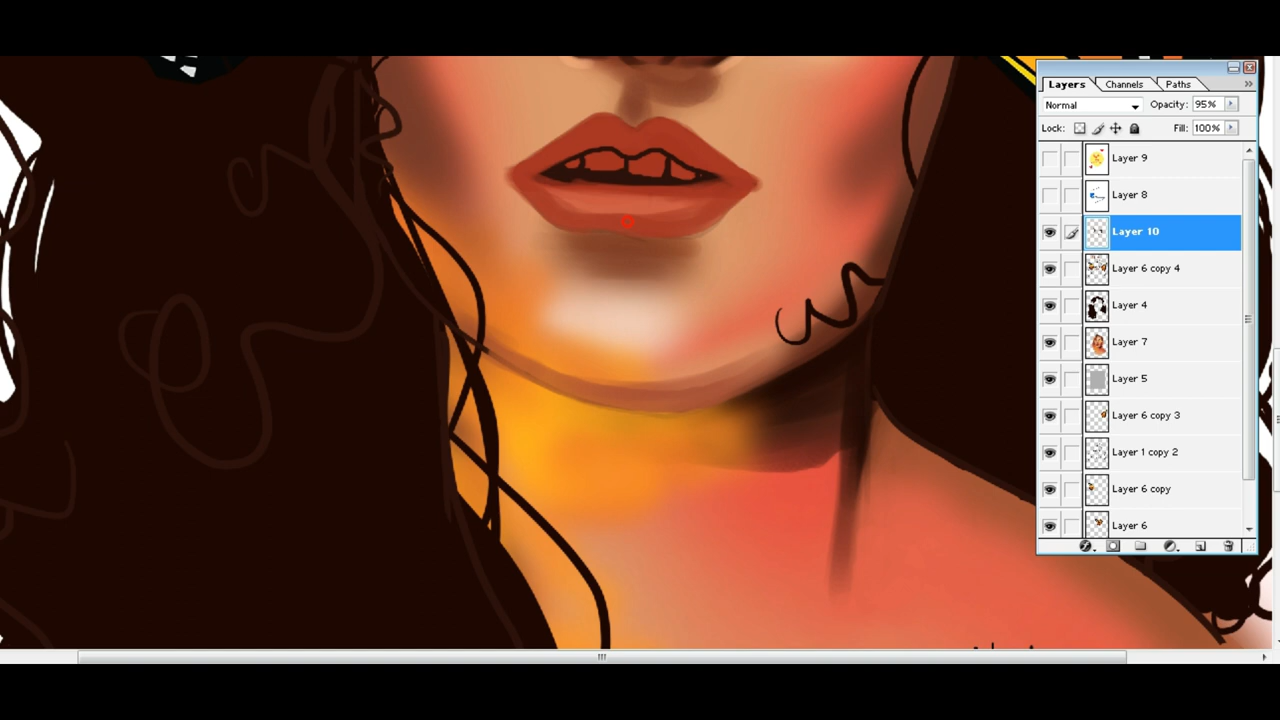 Layers Channels Paths
Normal Opacity: 95%
Lock: Fill: 100%
Layer 9
Layer 8
Layer 10
Layer 6 copy 4
Layer 4
Layer 7
Layer 5
Layer 6 copy 3
Layer 1 copy 2
Layer 6 copy
Layer 6